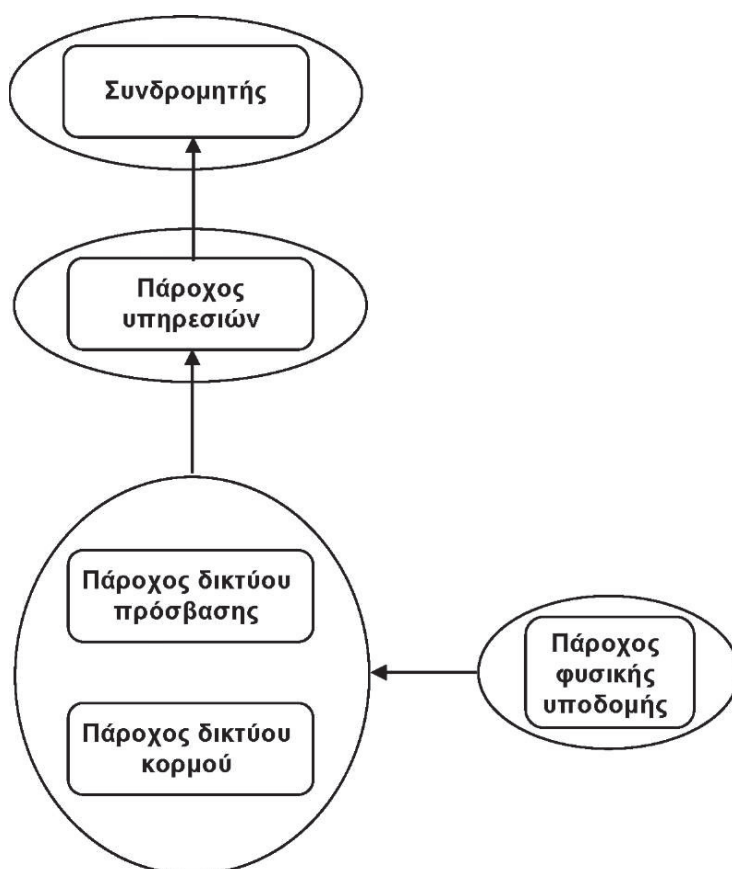 Συνδρομητής
Πάροχος
υπηρεσιών
Πάροχος δικτύου
πρόσβασης
Πάροχος δικτύου
κορμού
Πάροχος
φυσικής
υποδομής